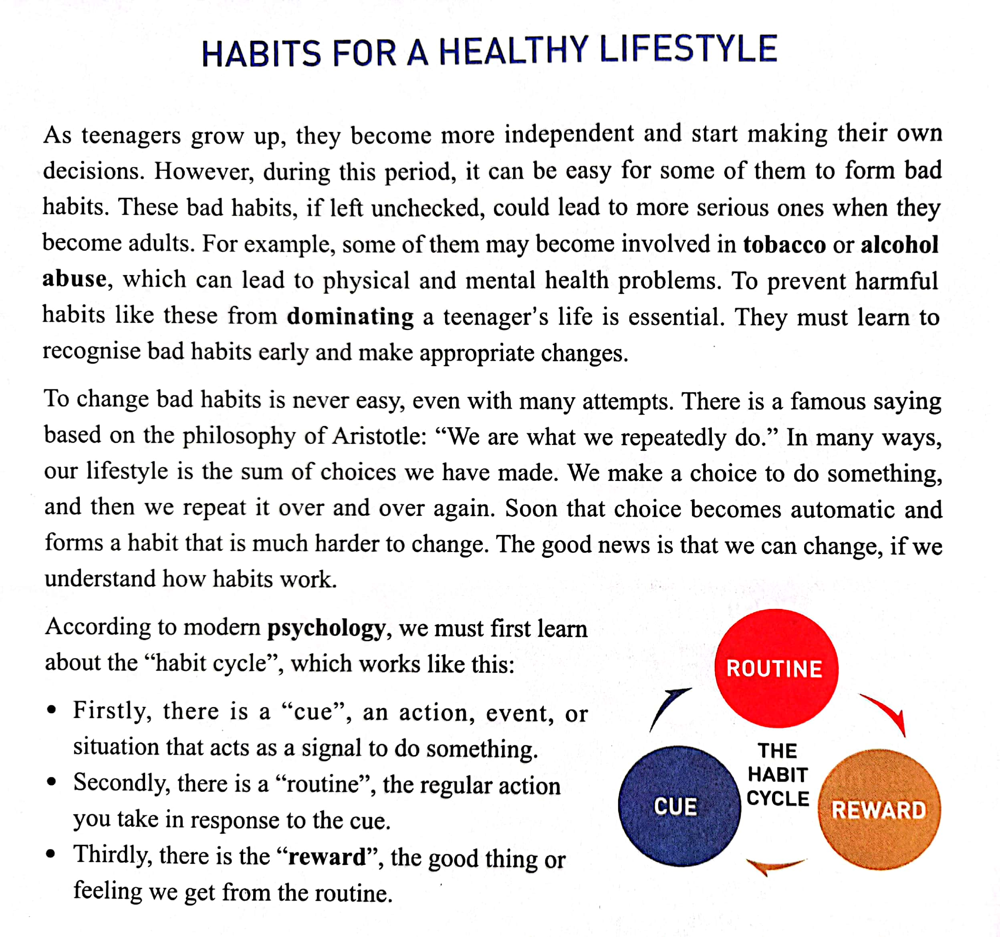 HABITS FOR A HEALTHY LIFESTYLE
As teenagers grow up, they become more independent and start making their own
decisions. However, during this period, it can be easy for some of them to form bad
habits. These bad habits, if left unchecked, could lead to more serious ones when they
become adults. For example, some of them may become involved in tobacco or alcohol
abuse, which can lead to physical and mental health problems. To prevent harmful
habits like these from dominating a teenager's life is essential. They must learn to
recognise bad habits early and make appropriate changes.
To change bad habits is never easy, even with many attempts. There is a famous saying
based on the philosophy of Aristotle: “We are what we repeatedly do.” In many ways,
our lifestyle is the sum of choices we have made. We make a choice to do something,
and then we repeat it over and over again. Soon that choice becomes automatic and
forms a habit that is much harder to change. The good news is that we can change, if we
understand how habits work.
According to modern psychology, we must first learn
about the “habit cycle”, which works like this:
• Firstly, there is a “cue”, an action, event, or
situation that acts as a signal to do something.
• Secondly, there is a “routine”, the regular action
you take in response to the cue.
• Thirdly, there is the “reward”, the good thing or
feeling we get from the routine.
ROUTINE
THE
HABIT
CYCLE
CUE
REWARD